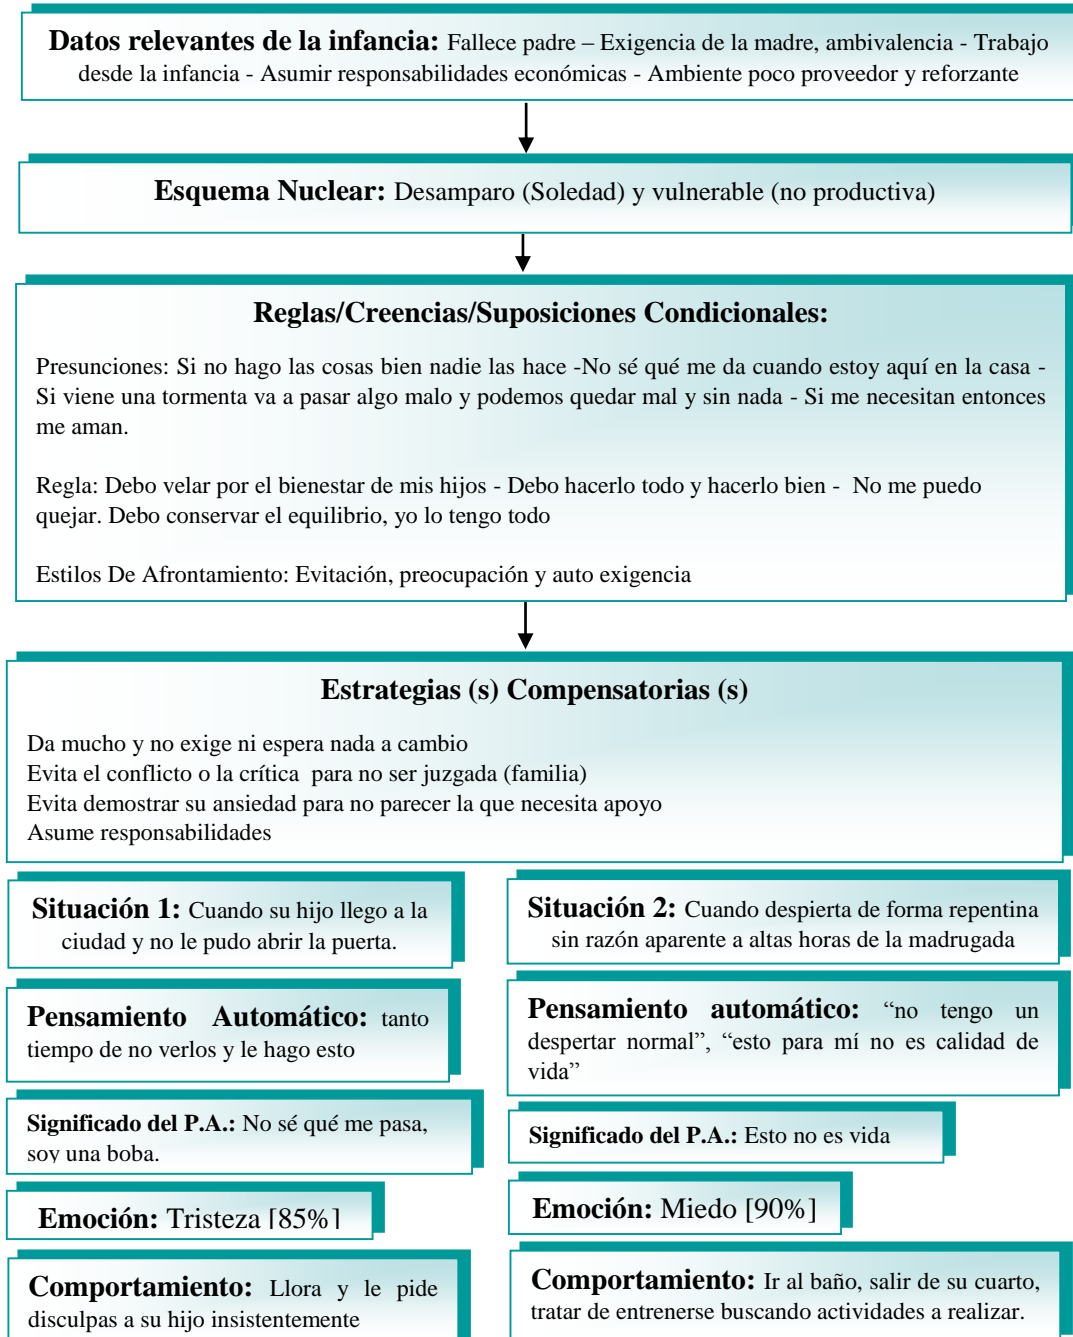 Datos relevantes de la infancia: Fallece padre – Exigencia de la madre, ambivalencia - Trabajo
desde la infancia - Asumir responsabilidades económicas - Ambiente poco proveedor y reforzante
Esquema Nuclear: Desamparo (Soledad) y vulnerable (no productiva)
Reglas/Creencias/Suposiciones Condicionales:
Presunciones: Si no hago las cosas bien nadie las hace -No sé qué me da cuando estoy aquí en la casa -
Si viene una tormenta va a pasar algo malo y podemos quedar mal y sin nada - Si me necesitan entonces
me aman.
Regla: Debo velar por el bienestar de mis hijos - Debo hacerlo todo y hacerlo bien - No me puedo
quejar. Debo conservar el equilibrio, yo lo tengo todo
Estilos De Afrontamiento: Evitación, preocupación y auto exigencia
Estrategias (s) Compensatorias (s)
Da mucho y no exige ni espera nada a cambio
Evita el conflicto o la crítica para no ser juzgada (familia)
Evita demostrar su ansiedad para no parecer la que necesita apoyo
Asume responsabilidades
Situación 1: Cuando su hijo llego a la
ciudad y no le pudo abrir la puerta.
Pensamiento Automático: tanto
tiempo de no verlos y le hago esto
Significado del P.A.: No sé qué me pasa,
soy una boba.
Emoción: Tristeza [85%]
Comportamiento: Llora y le pide
disculpas a su hijo insistentemente
Situación 2: Cuando despierta de forma repentina
sin razón aparente a altas horas de la madrugada
Pensamiento automático: “no tengo un
despertar normal”, “esto para mí no es calidad de
vida”
Significado del P.A.: Esto no es vida
Emoción: Miedo [90%]
Comportamiento: Ir al baño, salir de su cuarto,
tratar de entrenerse buscando actividades a realizar.